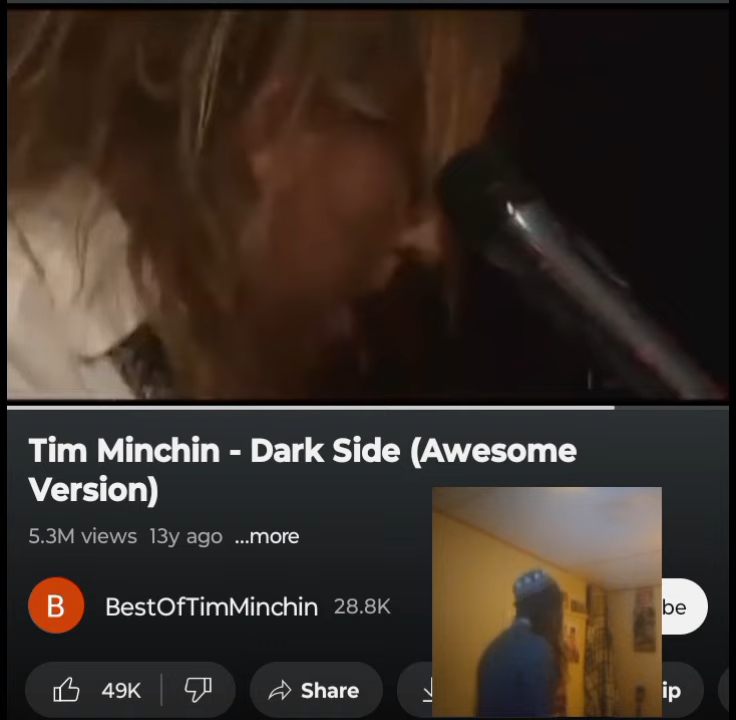 Tim Minchin - Dark Side (Awesome
Version)
5.3M views 13y ago ...more
B BestOfTimMinchin 28.8K be
49K Share ip